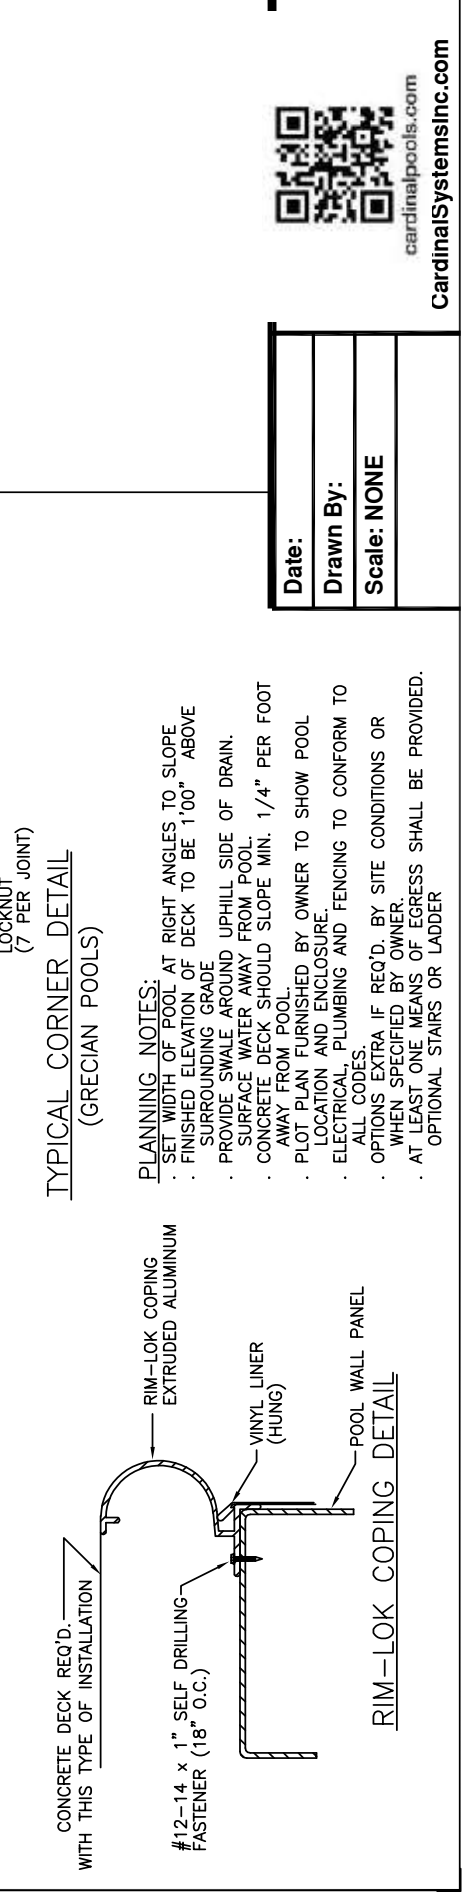 LOCKNUT
(7 PER JOINT)
TYPICAL CORNER DETAIL
(GRECIAN POOLS)
CONCRETE DECK REQ'D.
WITH THIS TYPE OF INSTALLATION
RIM-LOK COPING
EXTRUDED ALUMINUM
#12-14 x 1" SELF DRILLING
FASTENER (18" O.C.)
VINYL LINER
(HUNG)
POOL WALL PANEL
RIM-LOK COPING DETAIL
PLANNING NOTES:
. SET WIDTH OF POOL AT RIGHT ANGLES TO SLOPE
. FINISHED ELEVATION OF DECK TO BE 1'00" ABOVE
SURROUNDING GRADE
. PROVIDE SWALE AROUND UPHILL SIDE OF DRAIN.
SURFACE WATER AWAY FROM POOL.
. CONCRETE DECK SHOULD SLOPE MIN. 1/4" PER FOOT
AWAY FROM POOL.
. PLOT PLAN FURNISHED BY OWNER TO SHOW POOL
LOCATION AND ENCLOSURE.
. ELECTRICAL, PLUMBING AND FENCING TO CONFORM TO
ALL CODES.
. OPTIONS EXTRA IF REQ'D. BY SITE CONDITIONS OR
WHEN SPECIFIED BY OWNER.
. AT LEAST ONE MEANS OF EGRESS SHALL BE PROVIDED.
OPTIONAL STAIRS OR LADDER
Date:
Drawn By:
Scale: NONE
cardinalpools.com
CardinalSystemsInc.com